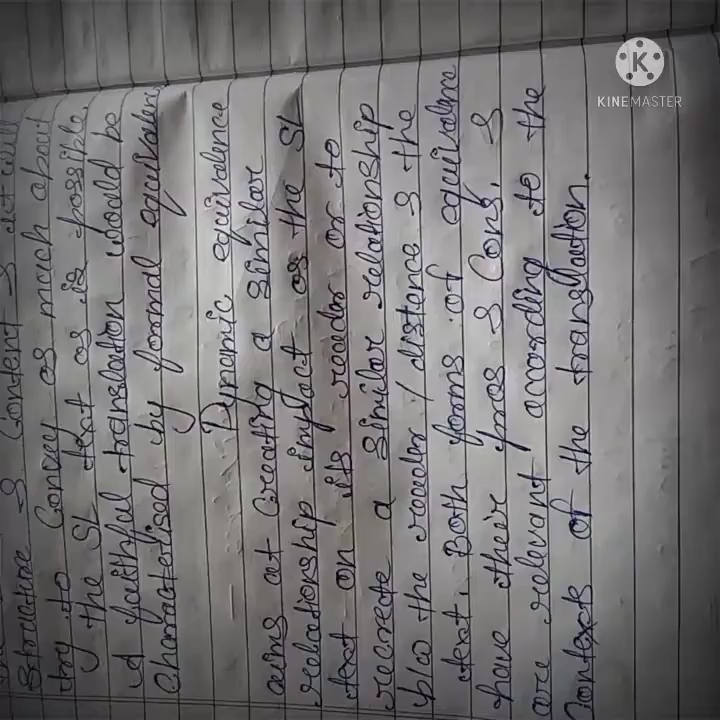 Structure & Content & it will
try to Convey as much about
the SL text as is possible.
A faithful translation would be
Characterised by formal equivalence
Dynamic equivalence
aims at Creating a similar
relationship impact as the SL
text on its reader or to
recreate a similar relationship
b/w the reader / distance & the
text. Both forms of equivalence
have their pros & Cons, &
are relevant according to the
Contexts of the translation.
KINEMASTER